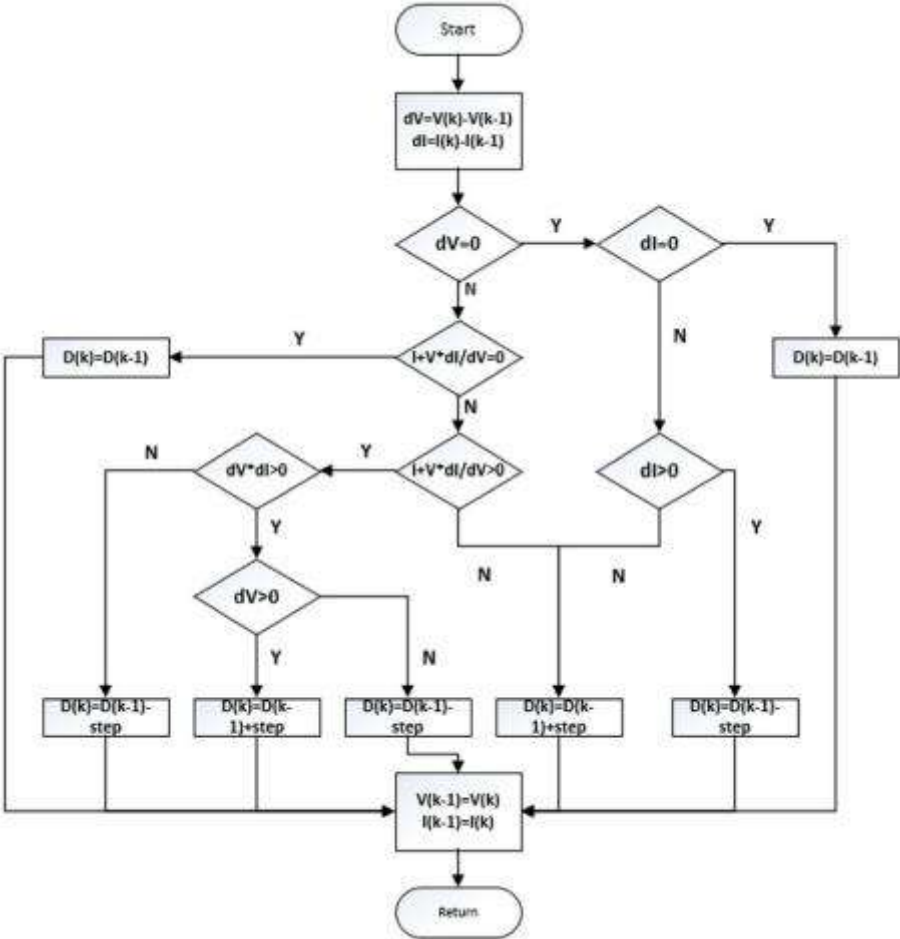 Start
dV=V(k)-V(k-1)
dI=I(k)-I(k-1)
dV=0
Y
dI=0
Y
N
D(k)=D(k-1)
Y
I+V*dI/dV=0
N
D(k)=D(k-1)
N
N
dV*dI>0
Y
I+V*dI/dV>0
dI>0
Y
Y
N
N
dV>0
Y
N
D(k)=D(k-1)-
step
D(k)=D(k-
1)+step
D(k)=D(k-1)-
step
D(k)=D(k-
1)+step
D(k)=D(k-1)-
step
V(k-1)=V(k)
I(k-1)=I(k)
Return